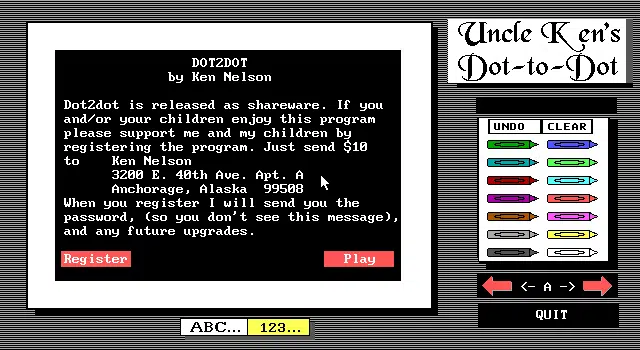 DOT2DOT
by Ken Nelson
Dot2dot is released as shareware. If you
and/or your children enjoy this program
please support me and my children by
registering the program. Just send $10
to Ken Nelson
3200 E. 40th Ave. Apt. A
Anchorage, Alaska 99508
When you register I will send you the
password, (so you don't see this message),
and any future upgrades.
Register Play
Uncle Ken's
Dot-to-Dot
UNDO CLEAR
<- A ->
QUIT
ABC... 123...